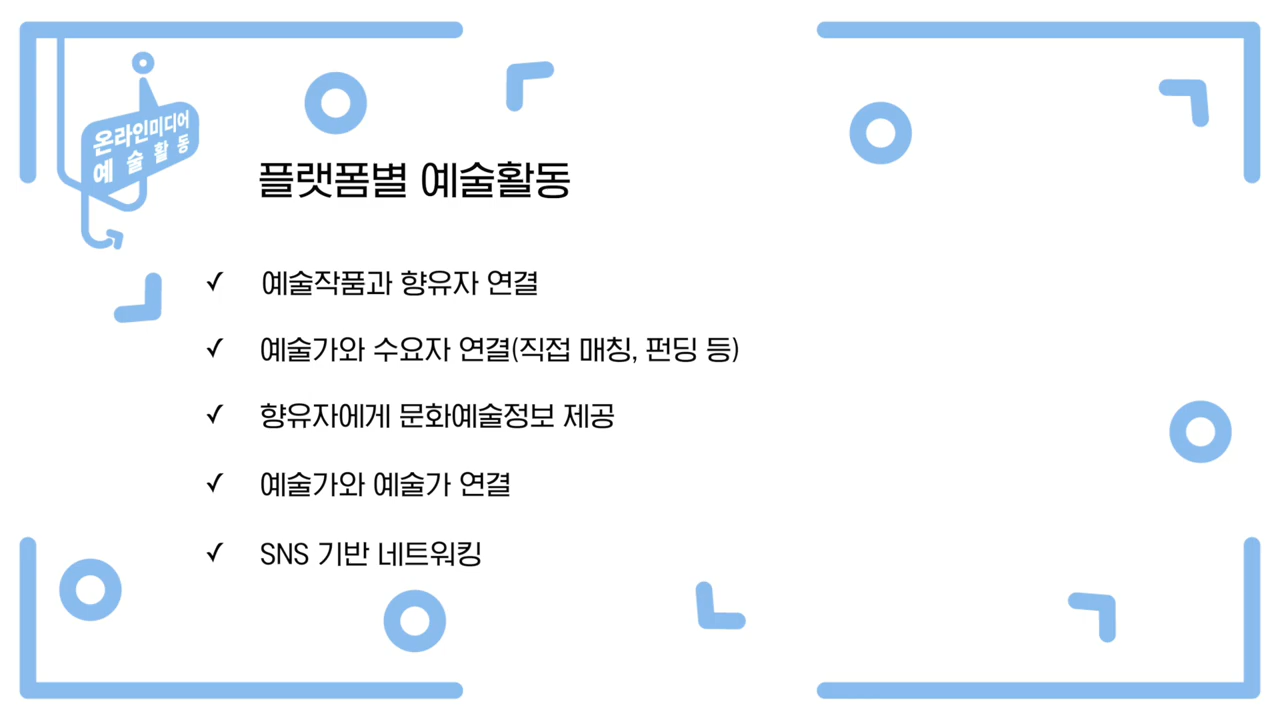 온라인미디어
예술활동
플랫폼별 예술활동
✓ 예술작품과 향유자 연결
✓ 예술가와 수요자 연결(직접 매칭, 펀딩 등)
✓ 향유자에게 문화예술정보 제공
✓ 예술가와 예술가 연결
✓ SNS 기반 네트워킹